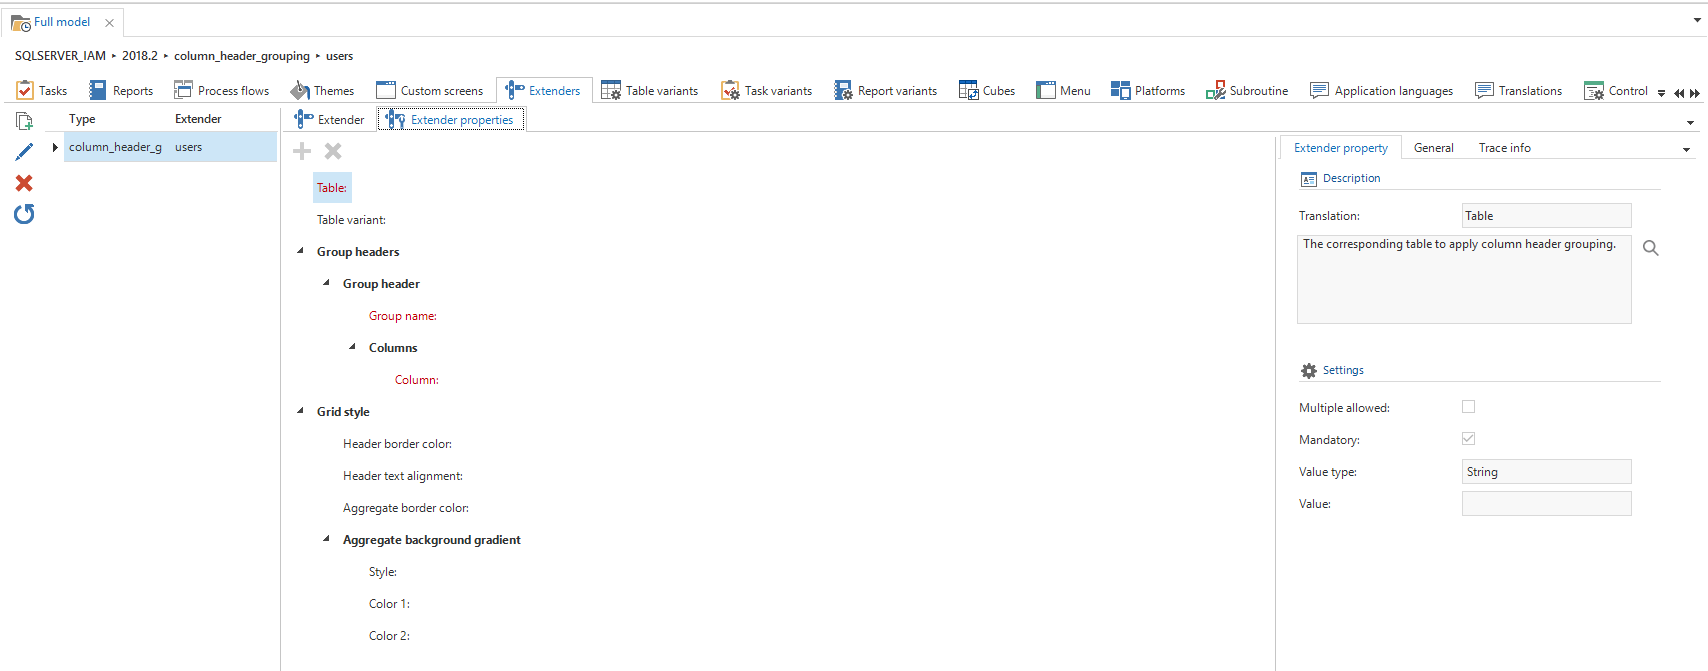 Full model
SQLSERVER_IAM ▸ 2018.2 ▸ column_header_grouping ▸ users
Tasks Reports Process flows Themes Custom screens Extenders Table variants Task variants Report variants Cubes Menu Platforms Subroutine Application languages Translations Control
Type Extender
column_header_g users
Extender Extender properties
Table:
Table variant:
Group headers
Group header
Group name:
Columns
Column:
Grid style
Header border color:
Header text alignment:
Aggregate border color:
Aggregate background gradient
Style:
Color 1:
Color 2:
Extender property General Trace info
Description
Translation: Table
The corresponding table to apply column header grouping.
Settings
Multiple allowed:
Mandatory:
Value type: String
Value: